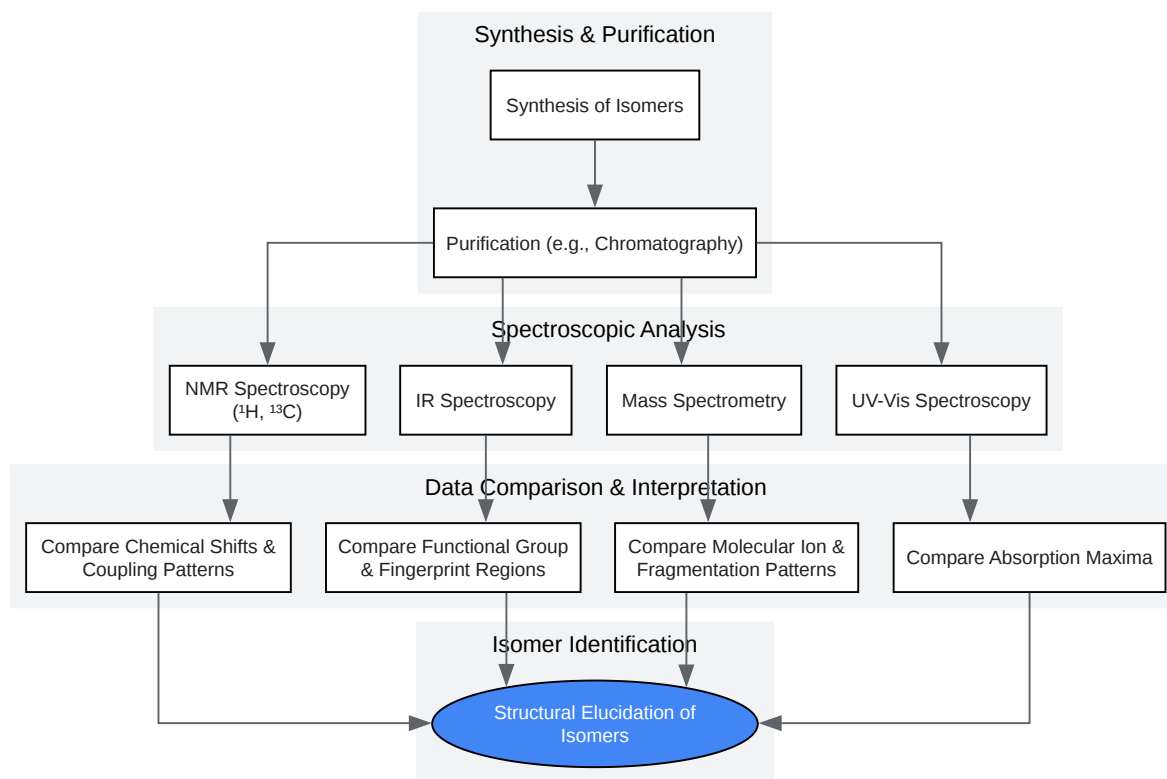 Synthesis & Purification
Synthesis of Isomers
Purification (e.g., Chromatography)
Spectroscopic Analysis
NMR Spectroscopy
(¹H, ¹³C)
IR Spectroscopy
Mass Spectrometry
UV-Vis Spectroscopy
Data Comparison & Interpretation
Compare Chemical Shifts &
Coupling Patterns
Compare Functional Group
& Fingerprint Regions
Compare Molecular Ion &
Fragmentation Patterns
Compare Absorption Maxima
Isomer Identification
Structural Elucidation of
Isomers